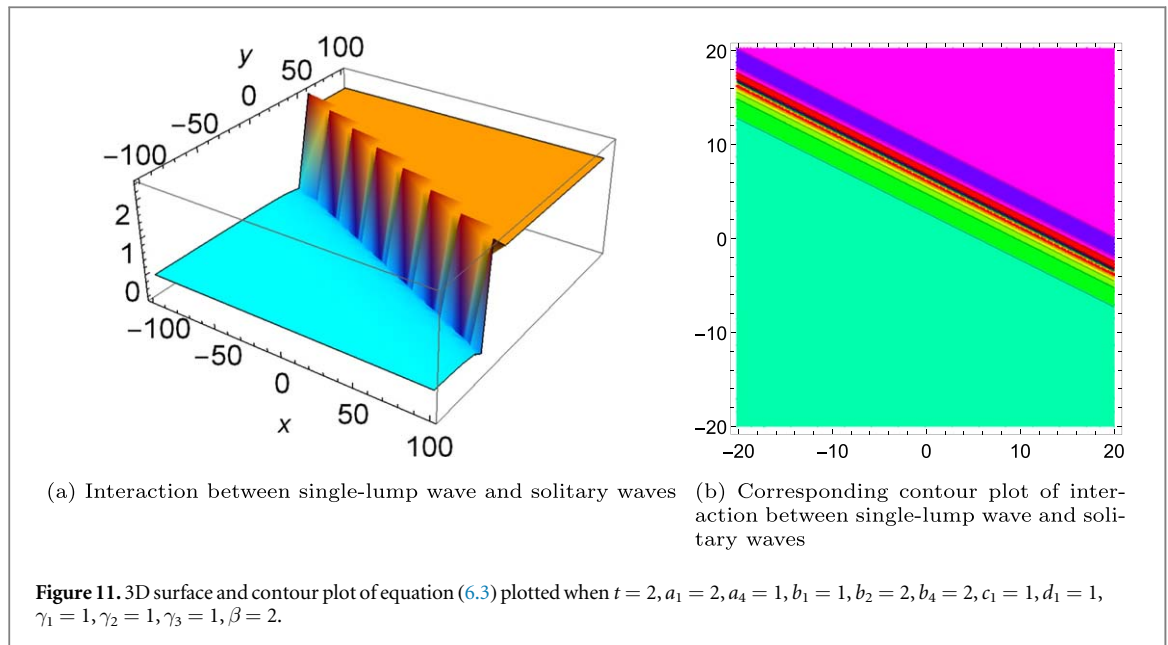 y
100
50
0
−50
−100
2
1
0
−100
−50
0
50
100
x
20
10
0
−10
−20
−20 −10 0 10 20
(a) Interaction between single-lump wave and solitary waves
(b) Corresponding contour plot of inter-
action between single-lump wave and soli-
tary waves
Figure 11. 3D surface and contour plot of equation (6.3) plotted when t = 2, a₁ = 2, a₄ = 1, b₁ = 1, b₂ = 2, b₄ = 2, c₁ = 1, d₁ = 1,
γ₁ = 1, γ₂ = 1, γ₃ = 1, β = 2.